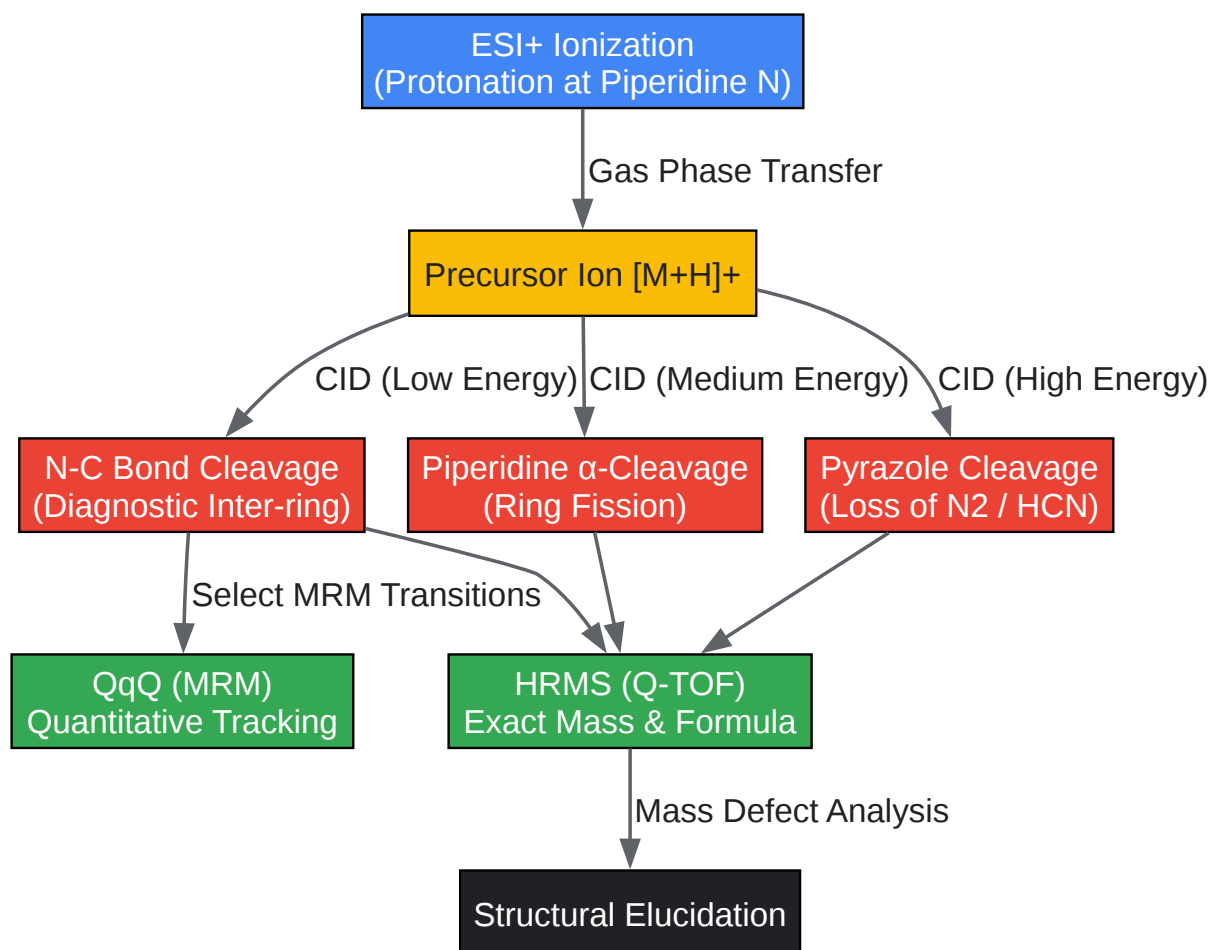 ESI+ Ionization
(Protonation at Piperidine N)
Gas Phase Transfer
Precursor Ion [M+H]+
CID (Low Energy)
CID (Medium Energy)
CID (High Energy)
N-C Bond Cleavage
(Diagnostic Inter-ring)
Piperidine α-Cleavage
(Ring Fission)
Pyrazole Cleavage
(Loss of N2 / HCN)
Select MRM Transitions
QqQ (MRM)
Quantitative Tracking
HRMS (Q-TOF)
Exact Mass & Formula
Mass Defect Analysis
Structural Elucidation